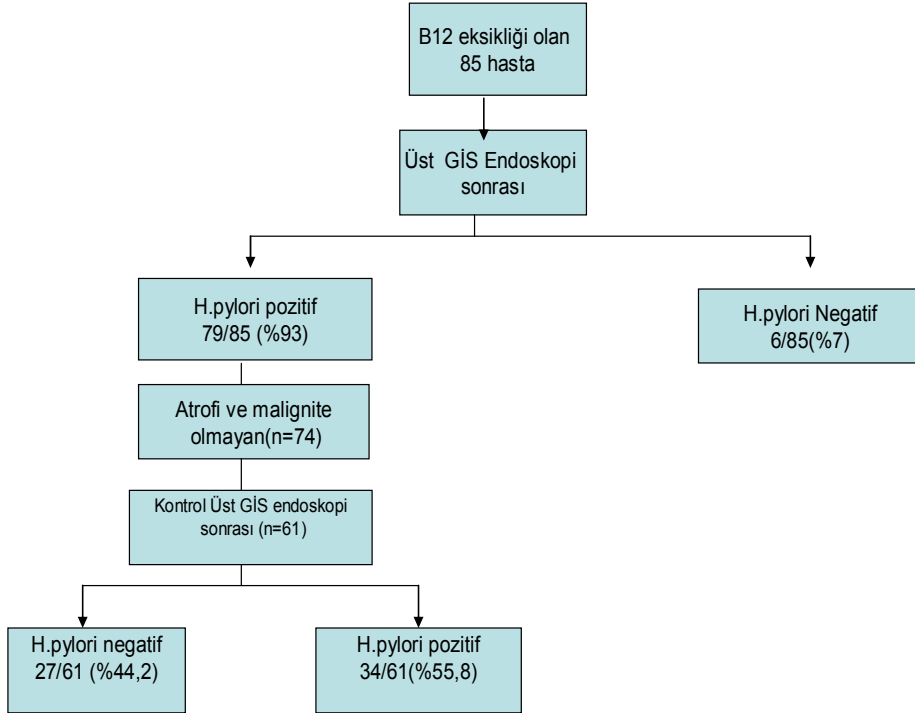 B12 eksikliği olan
85 hasta
Üst GİS Endoskopi
sonrası
H.pylori pozitif
79/85 (%93)
H.pylori Negatif
6/85(%7)
Atrofi ve malignite
olmayan(n=74)
Kontrol Üst GİS endoskopi
sonrası (n=61)
H.pylori negatif
27/61 (%44,2)
H.pylori pozitif
34/61(%55,8)